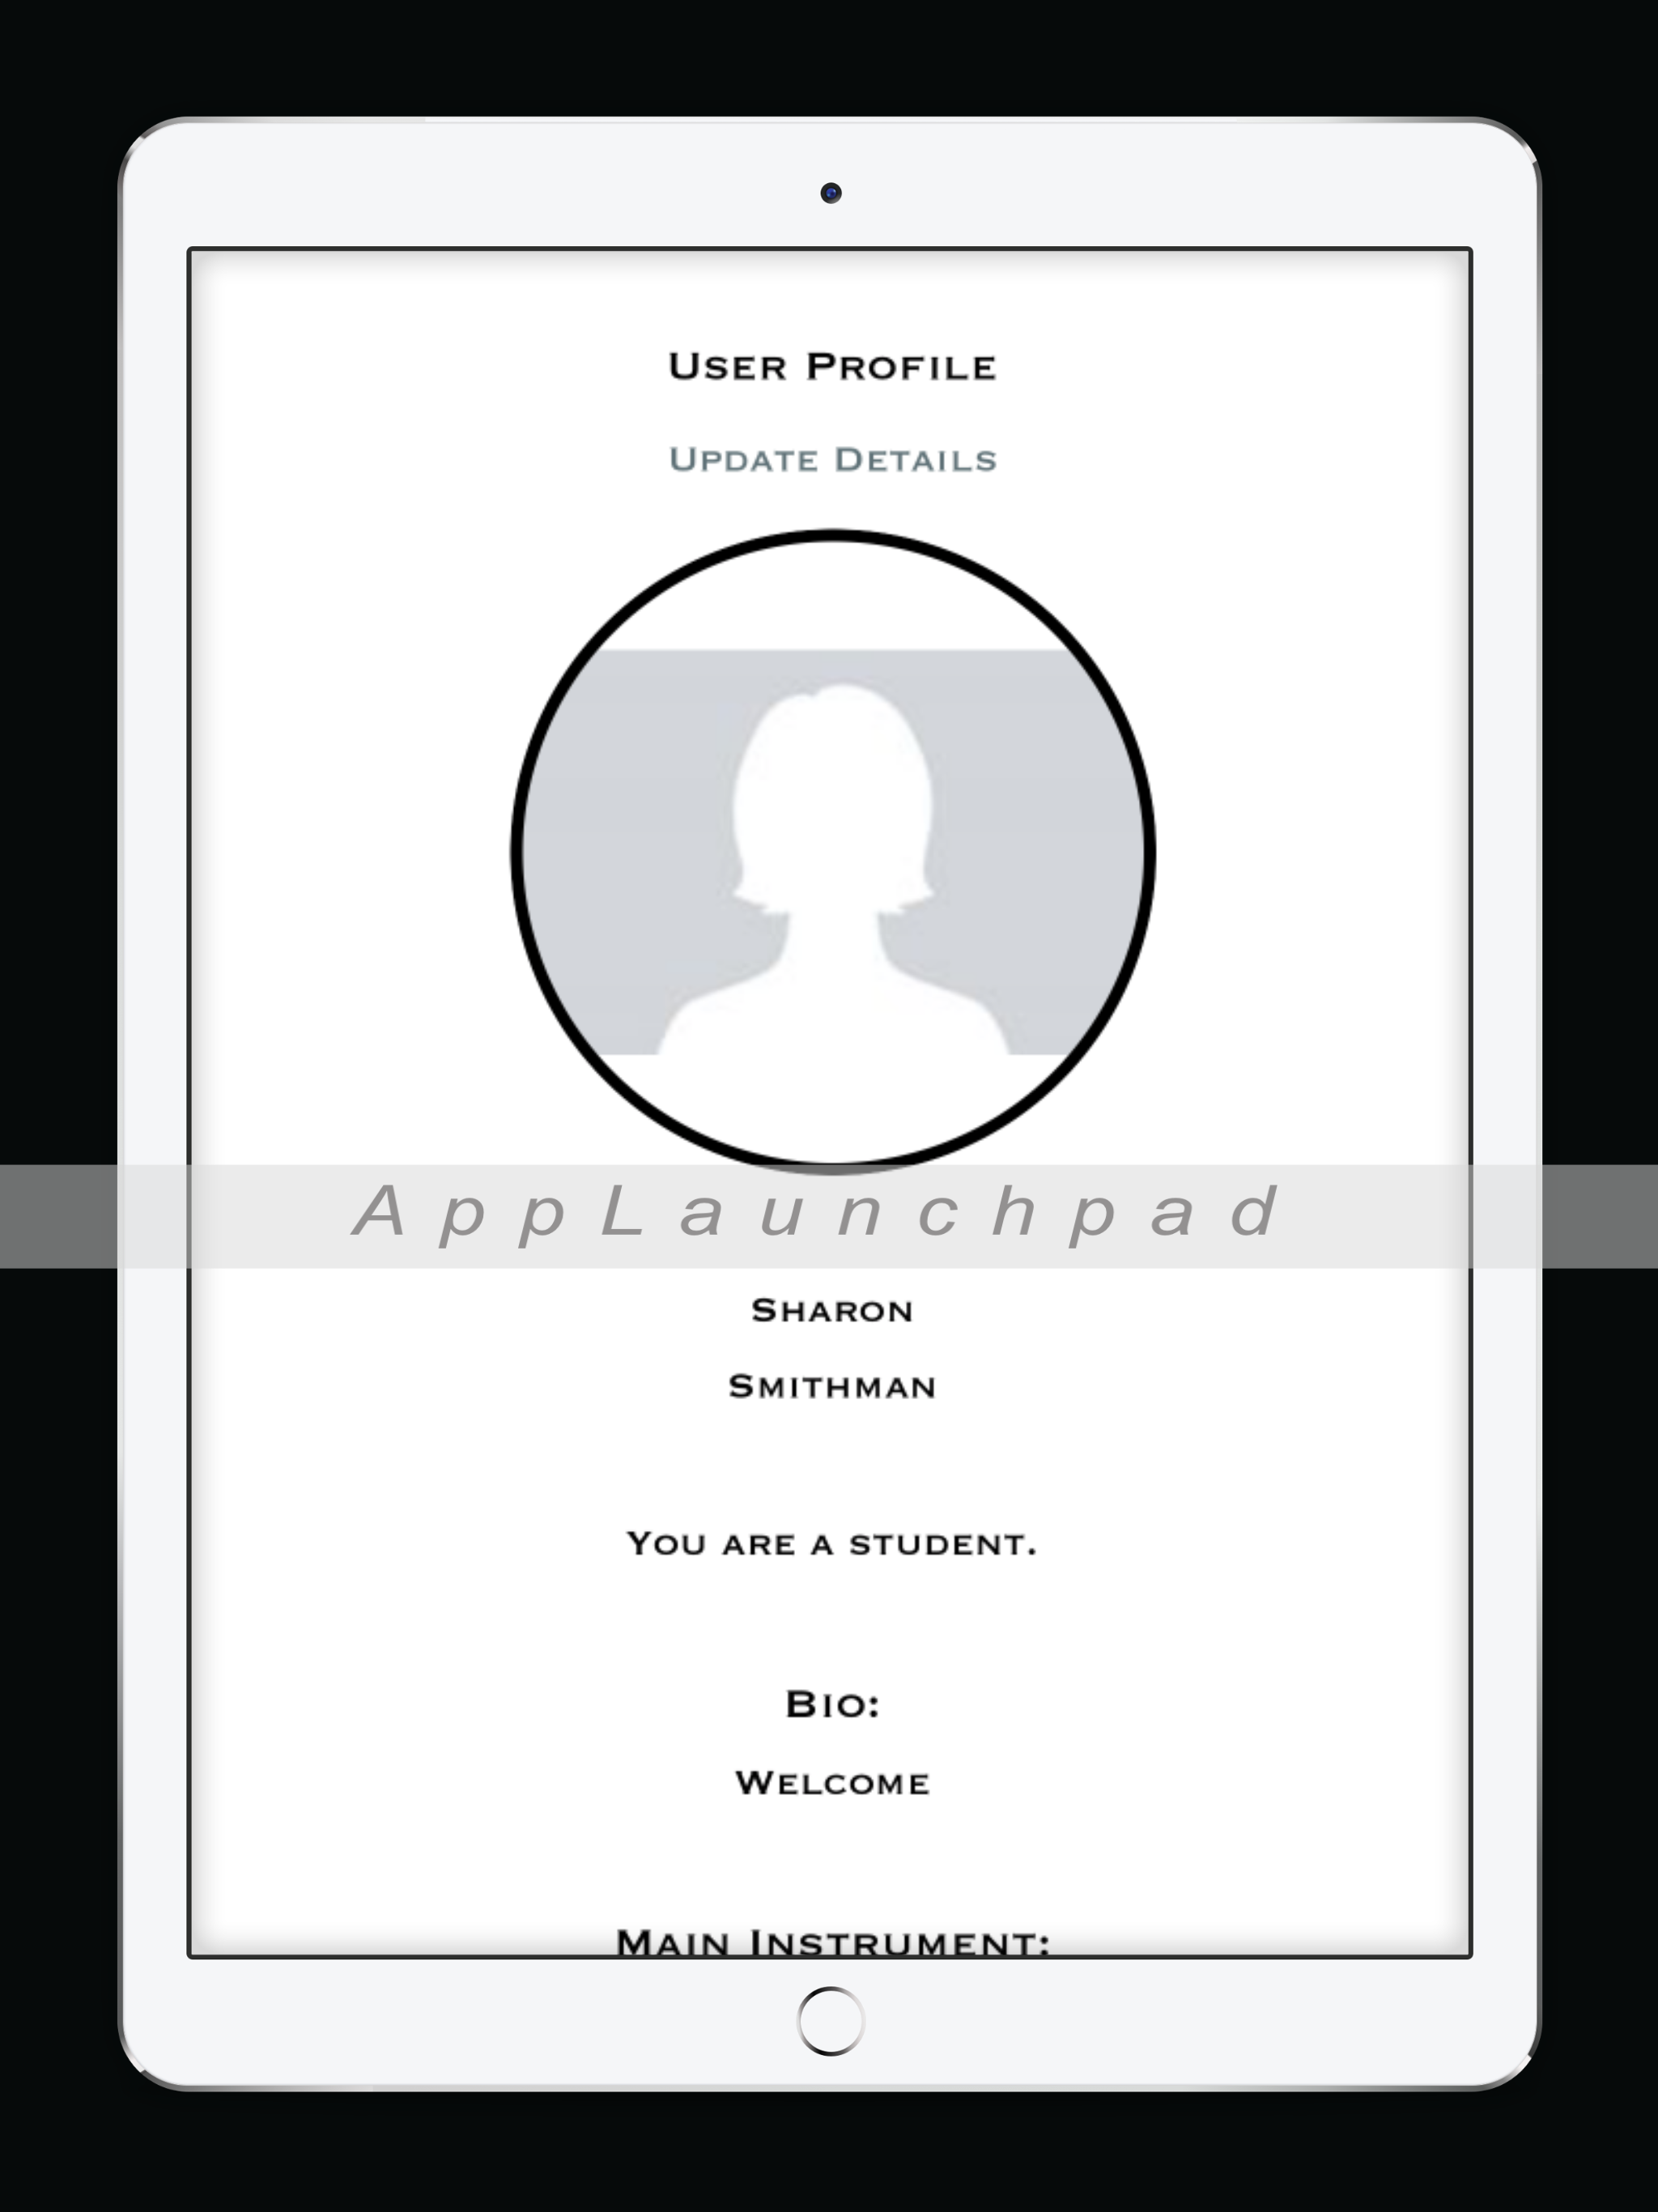 User Profile
Update Details
AppLaunchpad
Sharon
Smithman
You are a student.
Bio:
Welcome
Main Instrument: